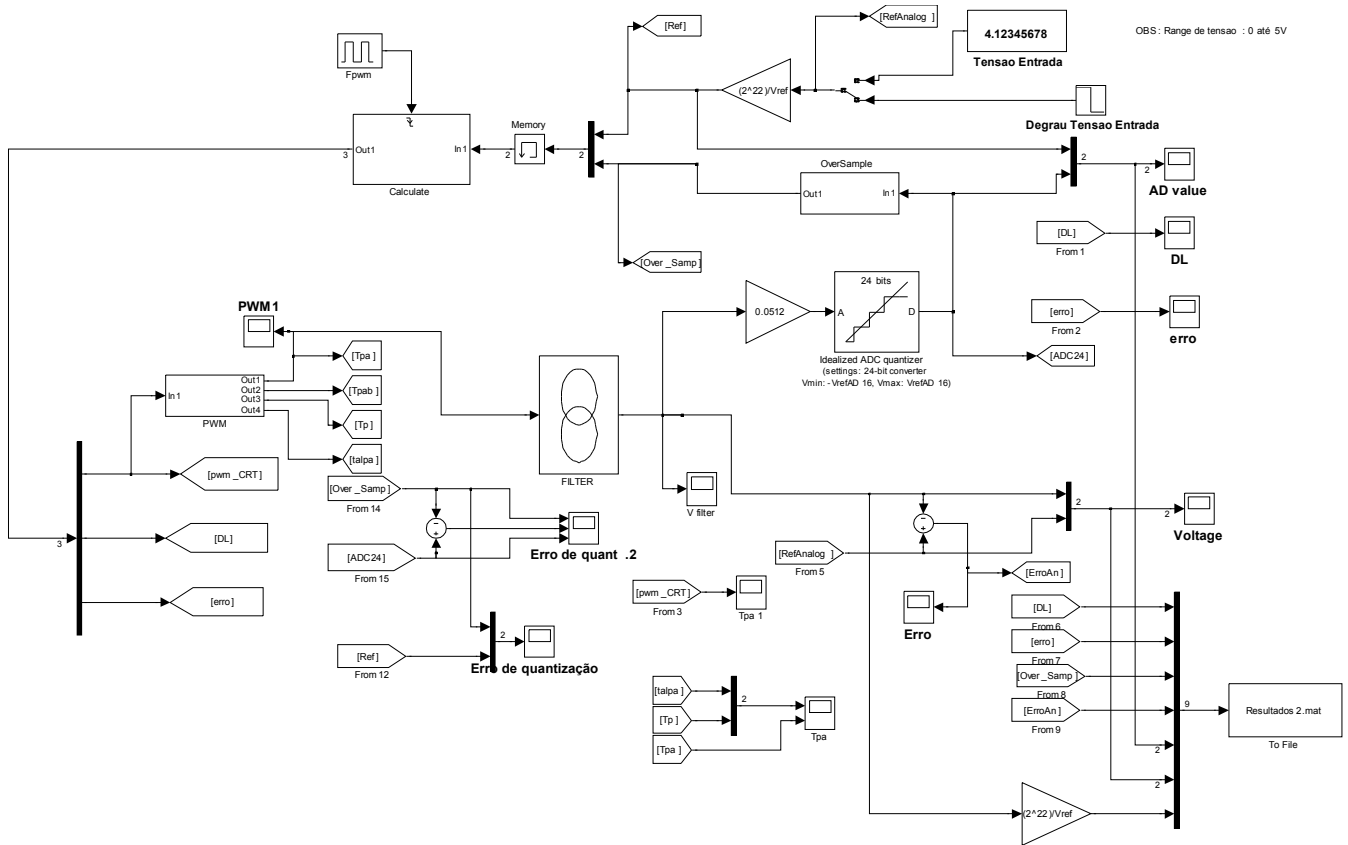 [Ref]
[RefAnalog ]
4.12345678
Tensao Entrada
OBS : Range de tensao : 0 até 5V
Fpwm
(2^22)/Vref
Degrau Tensao Entrada
Memory
3
Out1
In 1
2
2
Calculate
OverSample
Out1
In 1
2
2
AD value
[DL]
From 1
DL
[Over _Samp ]
0.0512
24 bits
A
D
Idealized ADC quantizer
(settings: 24-bit converter
Vmin: -VrefAD 16, Vmax: VrefAD 16)
[erro]
From 2
erro
[ADC24]
PWM 1
[Tpa ]
In 1
Out1
Out2
Out3
Out4
PWM
[Tpab ]
[Tp ]
[talpa ]
FILTER
[pwm _CRT ]
[Over _Samp ]
From 14
V filter
2
2
Voltage
[DL]
3
[ADC24]
From 15
Erro de quant .2
[RefAnalog ]
From 5
[ErroAn ]
[erro]
[pwm _CRT ]
From 3
Tpa 1
Erro
[DL]
From 6
[Ref]
From 12
2
Erro de quantização
[erro]
From 7
[Over _Samp ]
From 8
[talpa ]
[Tp ]
[Tpa ]
2
Tpa
[ErroAn ]
From 9
9
Resultados 2.mat
To File
2
2
(2^22)/Vref